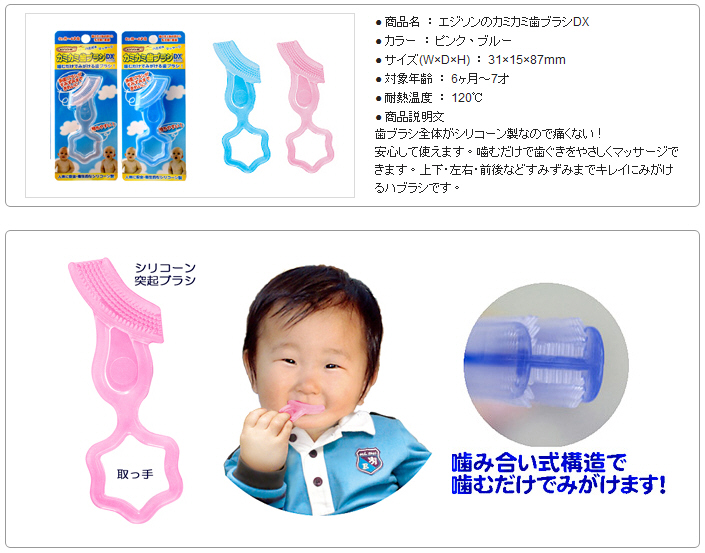 カミカミ歯ブラシDX
カミカミ歯ブラシDX
● 商品名 ： エジソンのカミカミ歯ブラシDX
● カラー ： ピンク、ブルー
● サイズ(W×D×H) ： 31×15×87mm
● 対象年齢 ： 6ヶ月～7才
● 耐熱温度 ： 120℃
● 商品説明文
歯ブラシ全体がシリコーン製なので痛くない！
安心して使えます。噛むだけで歯ぐきをやさしくマッサージで
きます。上下･左右･前後などすみずみまでキレイにみがけ
るハブラシです。
シリコーン
突起ブラシ
取っ手
噛み合い式構造で
噛むだけでみがけます!